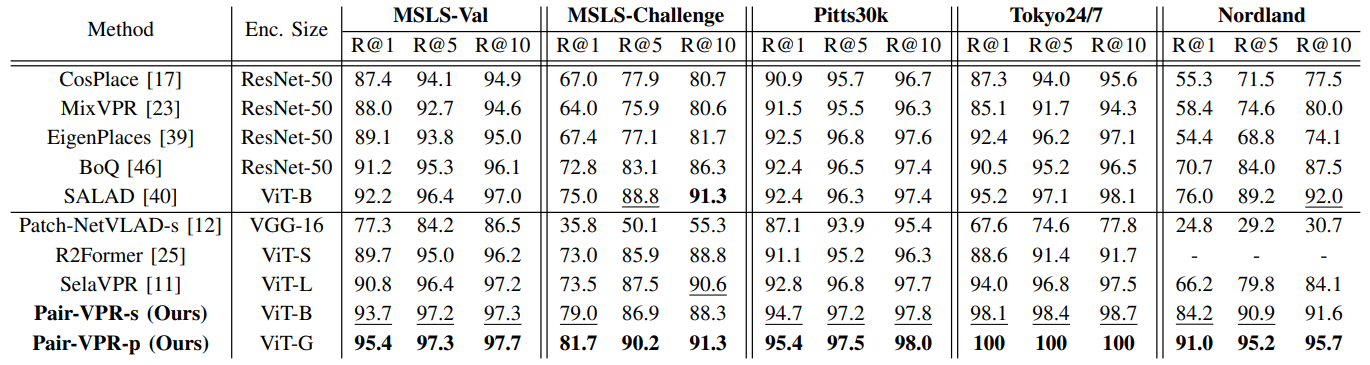 Method Enc. Size MSLS-Val MSLS-Challenge Pitts30k Tokyo24/7 Nordland
R@1 R@5 R@10 R@1 R@5 R@10 R@1 R@5 R@10 R@1 R@5 R@10 R@1 R@5 R@10
CosPlace [17] ResNet-50 87.4 94.1 94.9 67.0 77.9 80.7 90.9 95.7 96.7 87.3 94.0 95.6 55.3 71.5 77.5
MixVPR [23] ResNet-50 88.0 92.7 94.6 64.0 75.9 80.6 91.5 95.5 96.3 85.1 91.7 94.3 58.4 74.6 80.0
EigenPlaces [39] ResNet-50 89.1 93.8 95.0 67.4 77.1 81.7 92.5 96.8 97.6 92.4 96.2 97.1 54.4 68.8 74.1
BoQ [46] ResNet-50 91.2 95.3 96.1 72.8 83.1 86.3 92.4 96.5 97.4 90.5 95.2 96.5 70.7 84.0 87.5
SALAD [40] ViT-B 92.2 96.4 97.0 75.0 88.8 91.3 92.4 96.3 97.4 95.2 97.1 98.1 76.0 89.2 92.0
Patch-NetVLAD-s [12] VGG-16 77.3 84.2 86.5 35.8 50.1 55.3 87.1 93.9 95.4 67.6 74.6 77.8 24.8 29.2 30.7
R2Former [25] ViT-S 89.7 95.0 96.2 73.0 85.9 88.8 91.1 95.2 96.3 88.6 91.4 91.7 - - -
SelaVPR [11] ViT-L 90.8 96.4 97.2 73.5 87.5 90.6 92.8 96.8 97.7 94.0 96.8 97.5 66.2 79.8 84.1
Pair-VPR-s (Ours) ViT-B 93.7 97.2 97.3 79.0 86.9 88.3 94.7 97.2 97.8 98.1 98.4 98.7 84.2 90.9 91.6
Pair-VPR-p (Ours) ViT-G 95.4 97.3 97.7 81.7 90.2 91.3 95.4 97.5 98.0 100 100 100 91.0 95.2 95.7